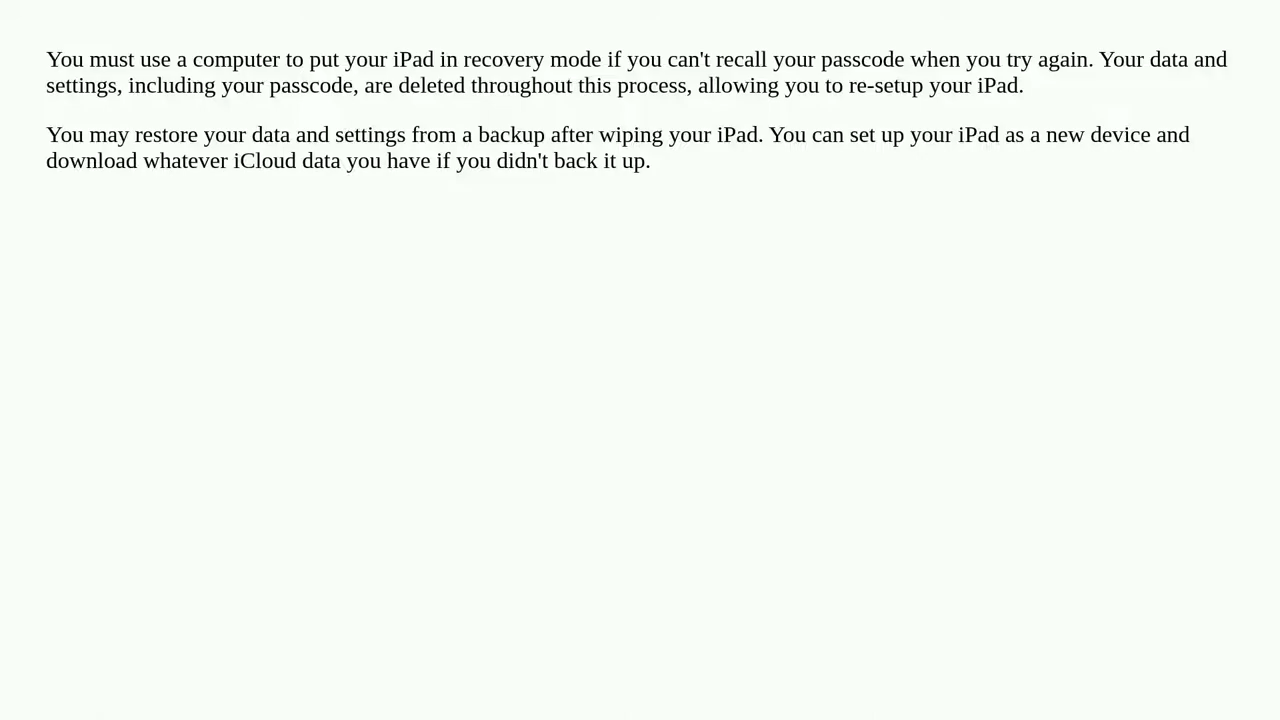 You must use a computer to put your iPad in recovery mode if you can't recall your passcode when you try again. Your data and
settings, including your passcode, are deleted throughout this process, allowing you to re-setup your iPad.
You may restore your data and settings from a backup after wiping your iPad. You can set up your iPad as a new device and
download whatever iCloud data you have if you didn't back it up.